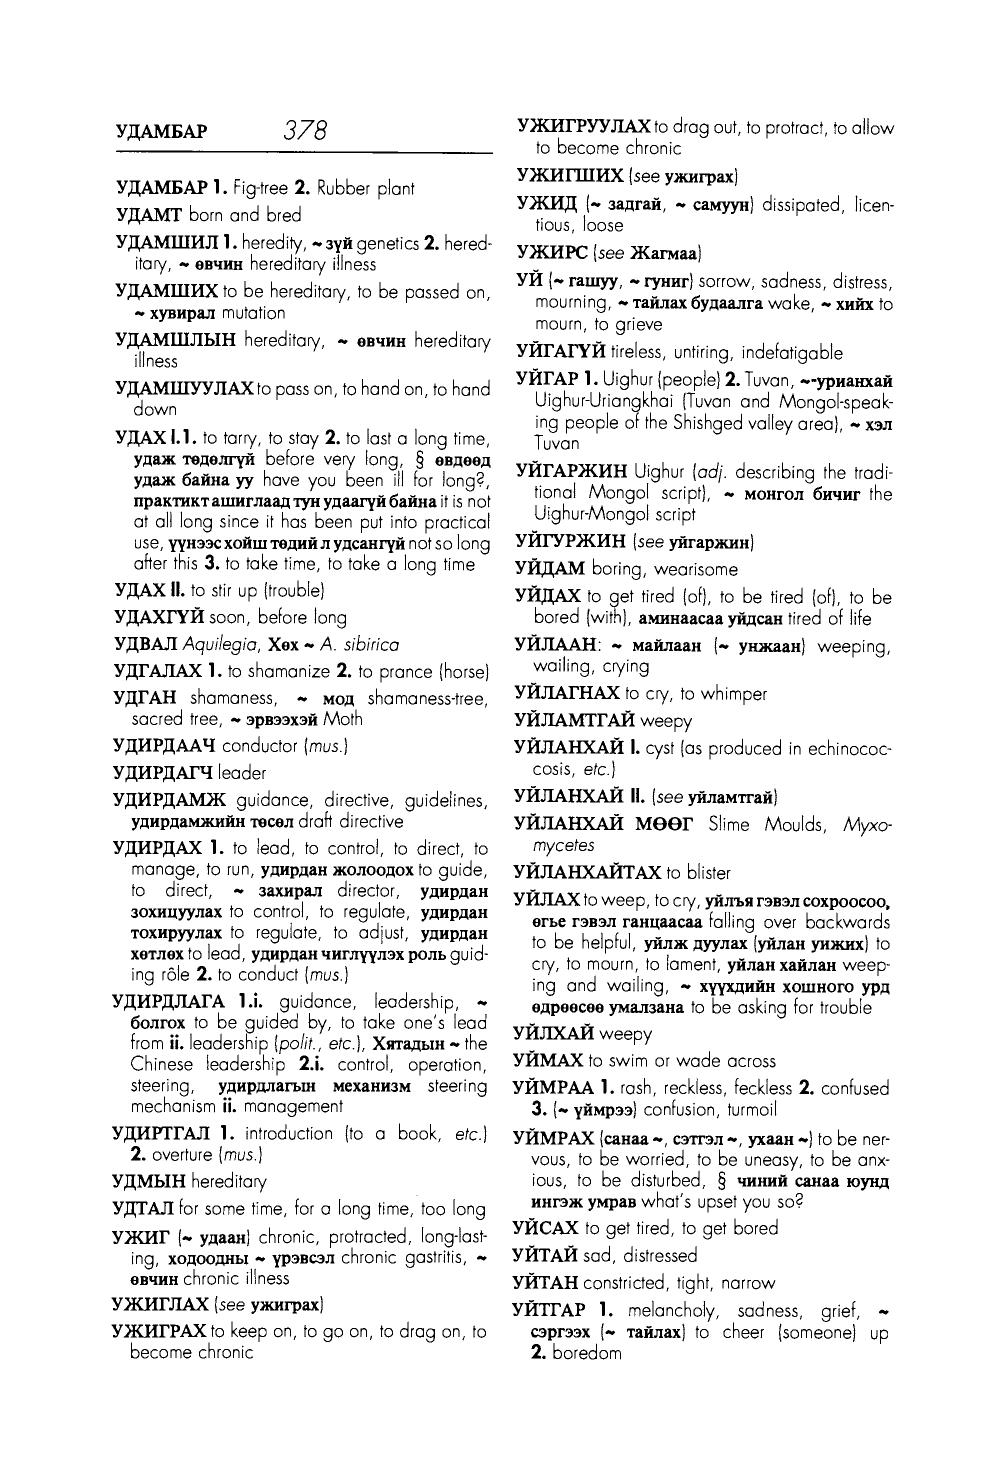 УДАМБАР 378
УДАМБАР 1. Fig-tree 2. Rubber plant
УДАМТ born and bred
УДАМШИЛ 1. heredity, ~ зүй genetics 2. hered-
itary, ~ өвчин hereditary illness
УДАМШИХ to be hereditary, to be passed on,
~ хувирал mutation
УДАМШЛЫН hereditary, ~ өвчин hereditary
illness
УДАМШУУЛАХ to pass on, to hand on, to hand
down
УДАХ I.1. to tarry, to stay 2. to last a long time,
удаж төдөлгүй before very long, § өвдөөд
удаж байна уу have you been ill for long?,
практикт ашиглаад тун удаагүй байна it is not
at all long since it has been put into practical
use, үүнээс хойш төдий л удсангүй not so long
after this 3. to take time, to take a long time
УДАХ II. to stir up (trouble)
УДАХГҮЙ soon, before long
УДВАЛ Aquilegia, Хөх ~ A. sibirica
УДГАЛАХ 1. to shamanize 2. to prance (horse)
УДГАН shamaness, ~ мод shamaness-tree,
sacred tree, ~ эрвээхэй Moth
УДИРДААЧ conductor (mus.)
УДИРДАГЧ leader
УДИРДАМЖ guidance, directive, guidelines,
удирдамжийн төсөл draft directive
УДИРДАХ 1. to lead, to control, to direct, to
manage, to run, удирдан жолоодох to guide,
to direct, ~ захирал director, удирдан
зохицуулах to control, to regulate, удирдан
тохируулах to regulate, to adjust, удирдан
хөтлөх to lead, удирдан чиглүүлэх роль guid-
ing rôle 2. to conduct (mus.)
УДИРДЛАГА 1.i. guidance, leadership, ~
болгох to be guided by, to take one's lead
from ii. leadership (polit., etc.), Хятадын ~ the
Chinese leadership 2.i. control, operation,
steering, удирдлагын механизм steering
mechanism ii. management
УДИРТГАЛ 1. introduction (to a book, etc.)
2. overture (mus.)
УДМЫН hereditary
УДТАЛ for some time, for a long time, too long
УЖИГ (~ удаан) chronic, protracted, long-last-
ing, ходоодны ~ үрэвсэл chronic gastritis, ~
өвчин chronic illness
УЖИГЛАХ (see ужиграх)
УЖИГРАХ to keep on, to go on, to drag on, to
become chronic
УЖИГРУУЛАХ to drag out, to protract, to allow
to become chronic
УЖИГШИХ (see ужиграх)
УЖИД (~ задгай, ~ самуун) dissipated, licen-
tious, loose
УЖИРС (see Жагмаа)
УЙ (~ гашуу, ~ гуниг) sorrow, sadness, distress,
mourning, ~ тайлах будаалга wake, ~ хийх to
mourn, to grieve
УЙГАГҮЙ tireless, untiring, indefatigable
УЙГАР 1. Uighur (people) 2. Tuvan, ~-урианхай
Uighur-Uriangkhai (Tuvan and Mongol-speak-
ing people of the Shishged valley area), ~ хэл
Tuvan
УЙГАРЖИН Uighur (adj. describing the tradi-
tional Mongol script), ~ монгол бичиг the
Uighur-Mongol script
УЙГУРЖИН (see уйгаржин)
УЙДАМ boring, wearisome
УЙДАХ to get tired (of), to be tired (of), to be
bored (with), аминаасаа уйдсан tired of life
УЙЛААН: ~ майлаан (~ унжаан) weeping,
wailing, crying
УЙЛАГНАХ to cry, to whimper
УЙЛАМТГАЙ weepy
УЙЛАНХАЙ I. cyst (as produced in echinococ-
cosis, etc.)
УЙЛАНХАЙ II. (see уйламтгай)
УЙЛАНХАЙ МӨӨГ Slime Moulds, Myxo-
mycetes
УЙЛАНХАЙТАХ to blister
УЙЛАХ to weep, to cry, уйлъя гэвэл сохроосоо,
өгье гэвэл ганцаасаа falling over backwards
to be helpful, уйлж дуулах (уйлан уижих) to
cry, to mourn, to lament, уйлан хайлан weep-
ing and wailing, ~ хүүхдийн хошного урд
өдрөөсөө умалзана to be asking for trouble
УЙЛХАЙ weepy
УЙМАХ to swim or wade across
УЙМРАА 1. rash, reckless, feckless 2. confused
3. (~ үймрээ) confusion, turmoil
УЙМРАХ (санаа ~, сэтгэл ~, ухаан ~) to be ner-
vous, to be worried, to be uneasy, to be anx-
ious, to be disturbed, § чиний санаа юунд
ингэж умрав what's upset you so?
УЙСАХ to get tired, to get bored
УЙТАЙ sad, distressed
УЙТАН constricted, tight, narrow
УЙТГАР 1. melancholy, sadness, grief, ~
сэргээх (~ тайлах) to cheer (someone) up
2. boredom